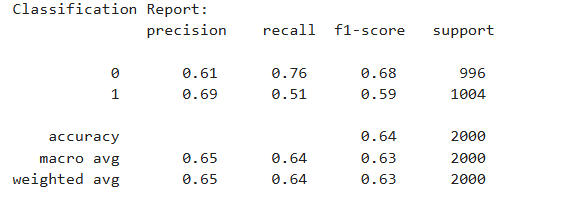 Classification Report:
precision recall f1-score support
0 0.61 0.76 0.68 996
1 0.69 0.51 0.59 1004
accuracy 0.64 2000
macro avg 0.65 0.64 0.63 2000
weighted avg 0.65 0.64 0.63 2000